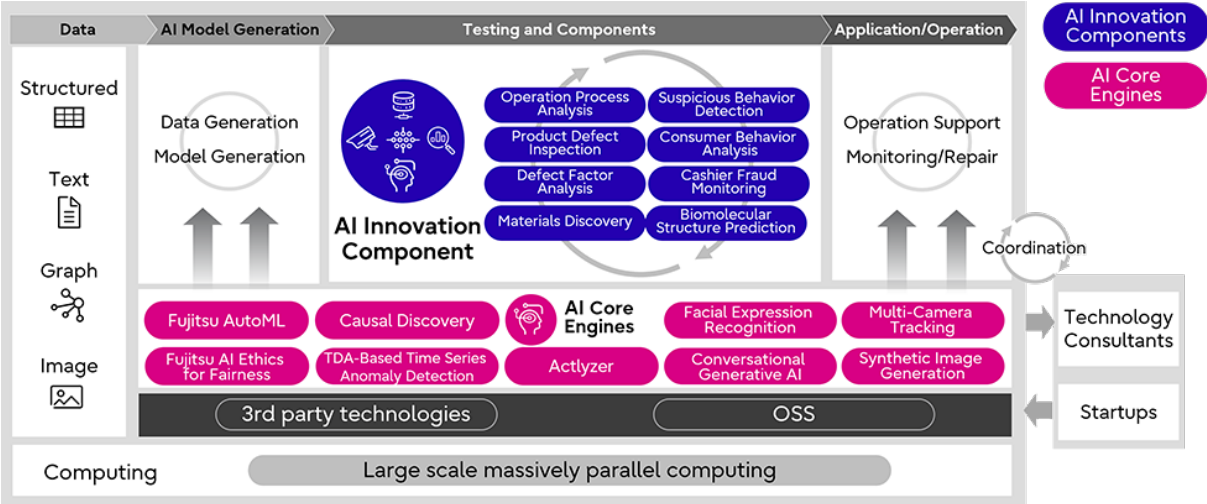 Data
AI Model Generation
Testing and Components
Application/Operation
AI Innovation
Components
AI Core
Engines
Structured
Text
Graph
Image
Data Generation
Model Generation
AI Innovation
Component
Operation Process
Analysis
Suspicious Behavior
Detection
Product Defect
Inspection
Consumer Behavior
Analysis
Defect Factor
Analysis
Cashier Fraud
Monitoring
Materials Discovery
Biomolecular
Structure Prediction
Operation Support
Monitoring/Repair
Coordination
Fujitsu AutoML
Causal Discovery
AI Core
Engines
Facial Expression
Recognition
Multi-Camera
Tracking
Fujitsu AI Ethics
for Fairness
TDA-Based Time Series
Anomaly Detection
Actlyzer
Conversational
Generative AI
Synthetic Image
Generation
Technology
Consultants
Startups
3rd party technologies
OSS
Computing
Large scale massively parallel computing